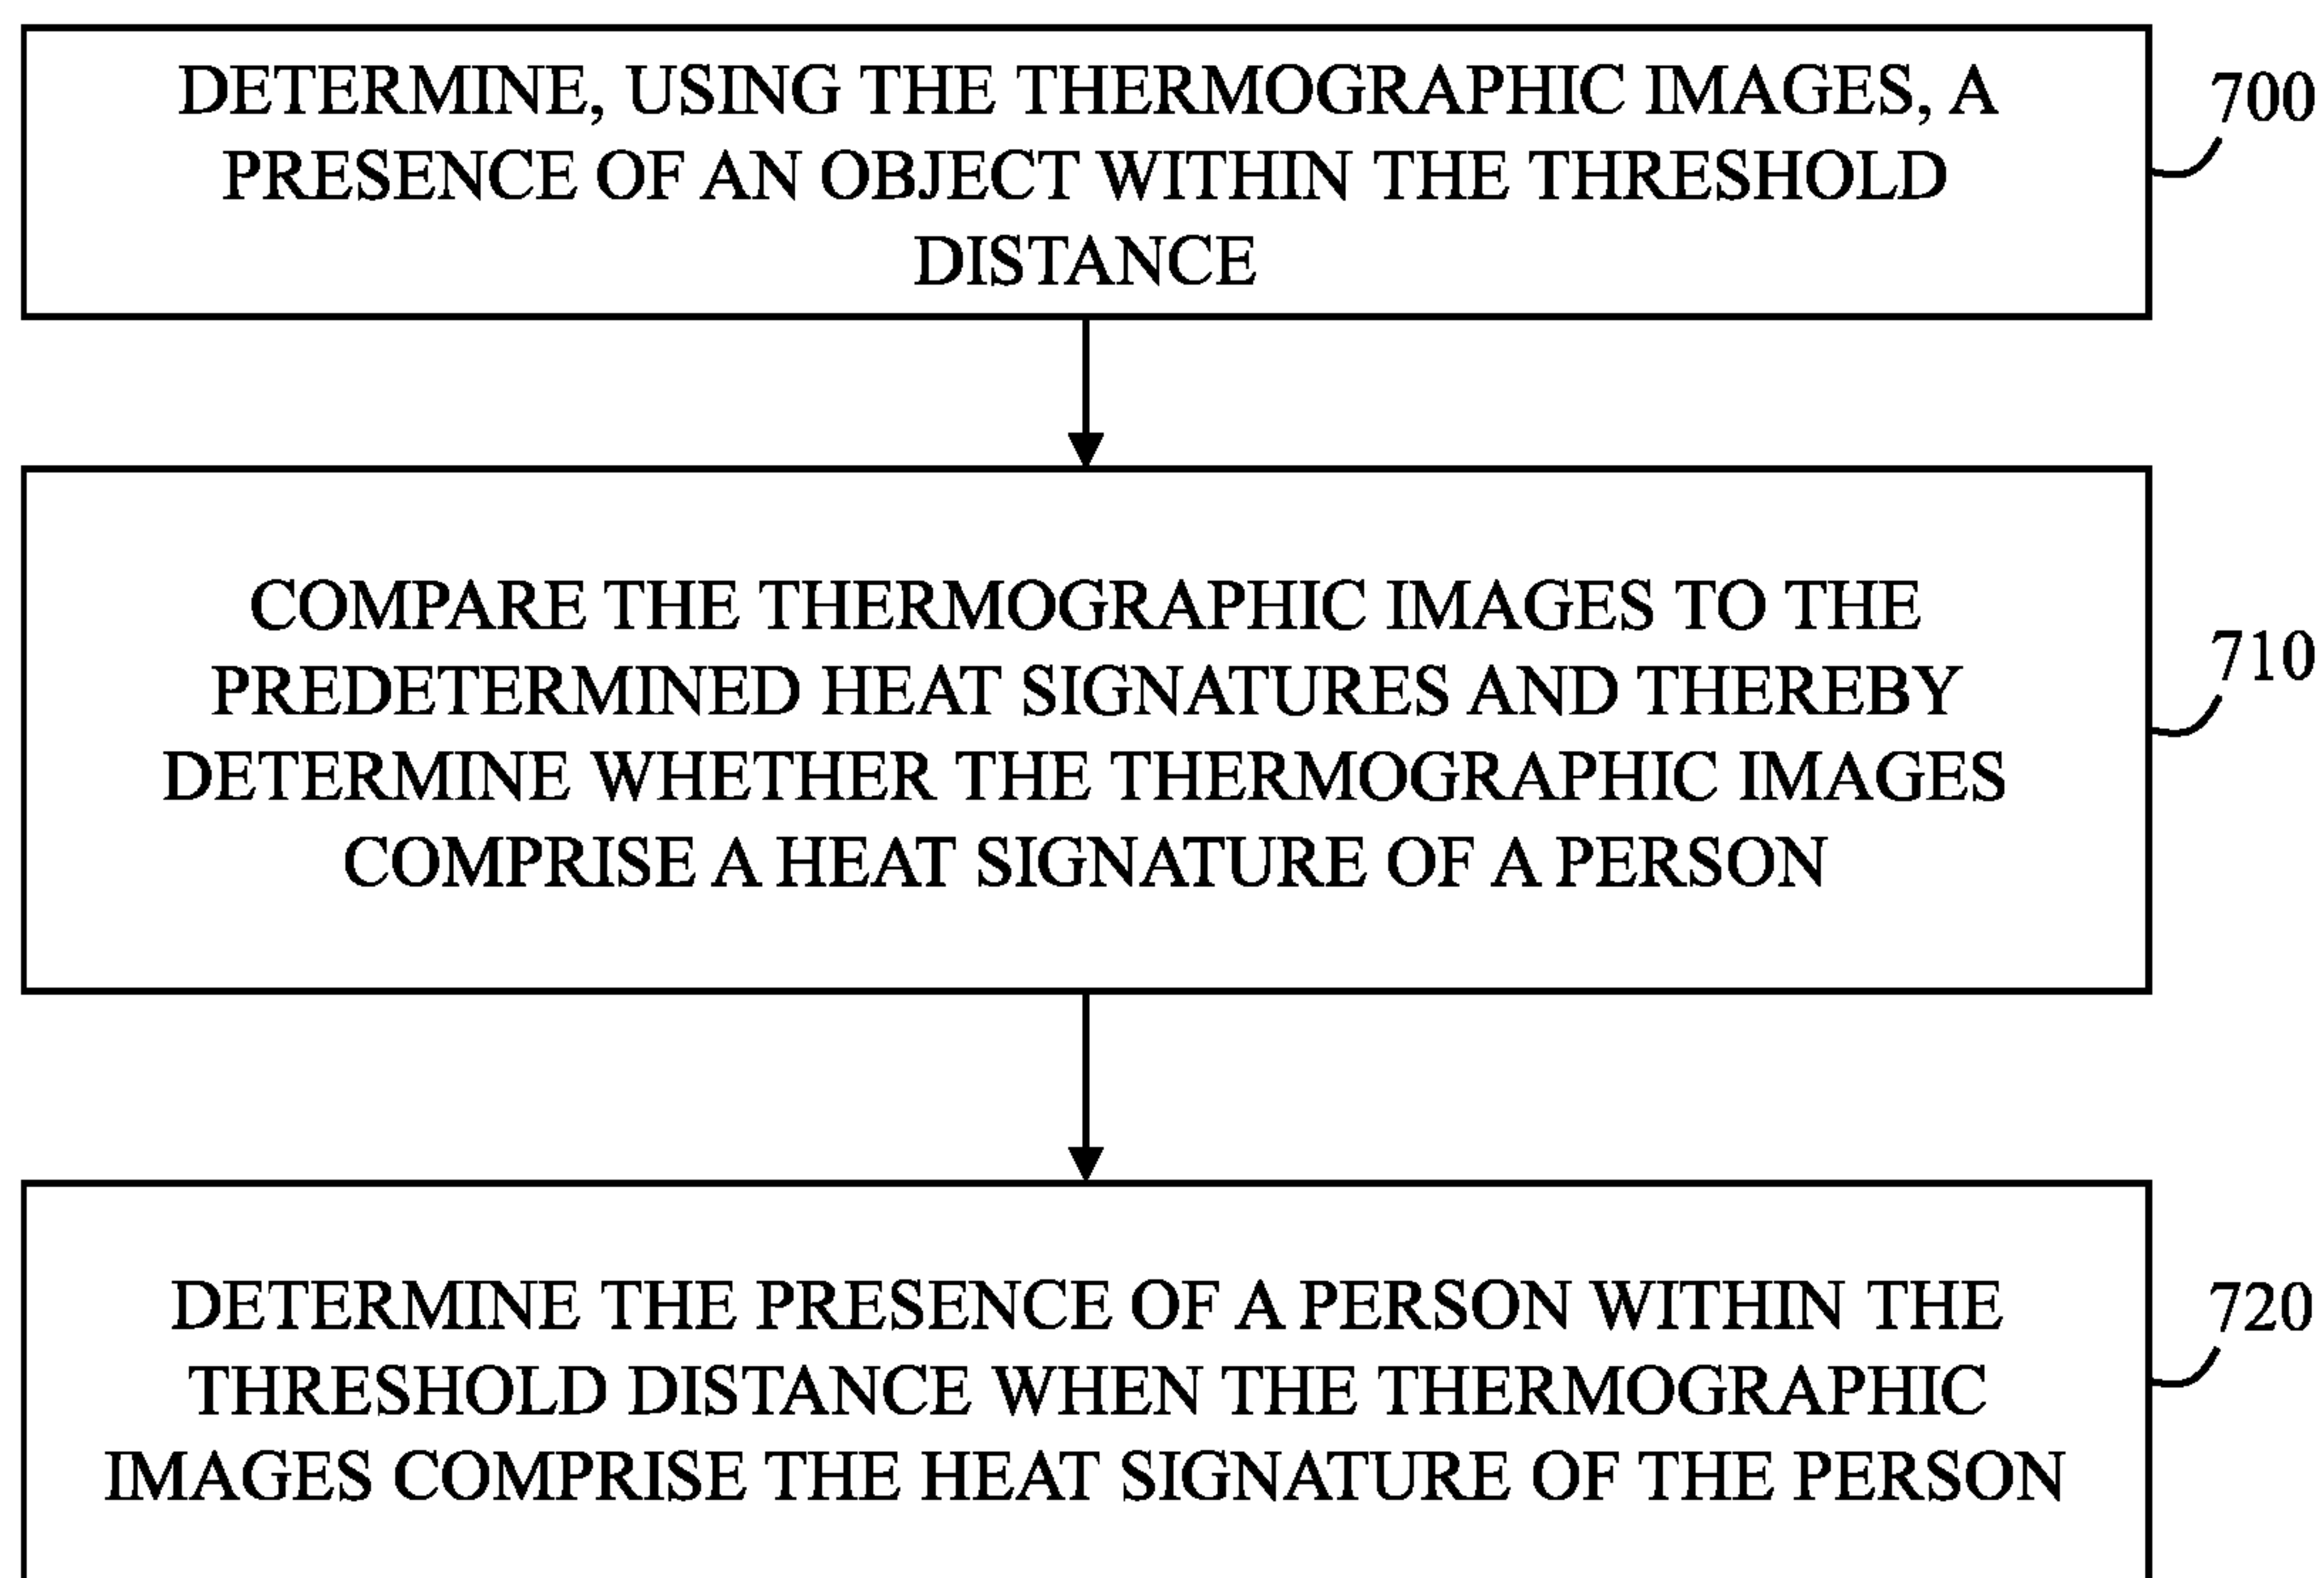 DETERMINE, USING THE THERMOGRAPHIC IMAGES, A
PRESENCE OF AN OBJECT WITHIN THE THRESHOLD
DISTANCE
700
COMPARE THE THERMOGRAPHIC IMAGES TO THE
PREDETERMINED HEAT SIGNATURES AND THEREBY
DETERMINE WHETHER THE THERMOGRAPHIC IMAGES
COMPRISE A HEAT SIGNATURE OF A PERSON
710
DETERMINE THE PRESENCE OF A PERSON WITHIN THE
THRESHOLD DISTANCE WHEN THE THERMOGRAPHIC
IMAGES COMPRISE THE HEAT SIGNATURE OF THE PERSON
720